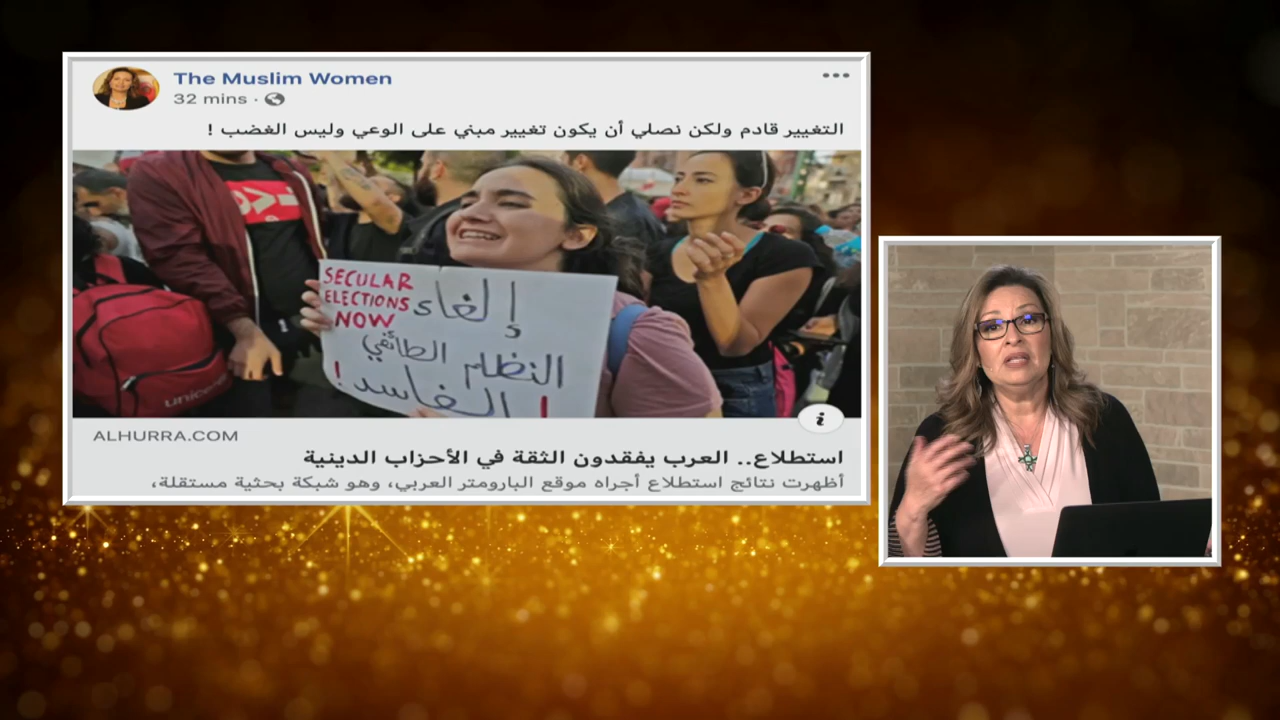 The Muslim Women
32 mins ·
التغيير قادم ولكن نصلي أن يكون تغيير مبني على الوعي وليس الغضب !
SECULAR
ELECTIONS
NOW
إلغاء
النظام الطائفي
الفاسد!
unicef
ALHURRA.COM
استطلاع.. العرب يفقدون الثقة في الأحزاب الدينية
أظهرت نتائج استطلاع أجراه موقع البارومتر العربي، وهو شبكة بحثية مستقلة،